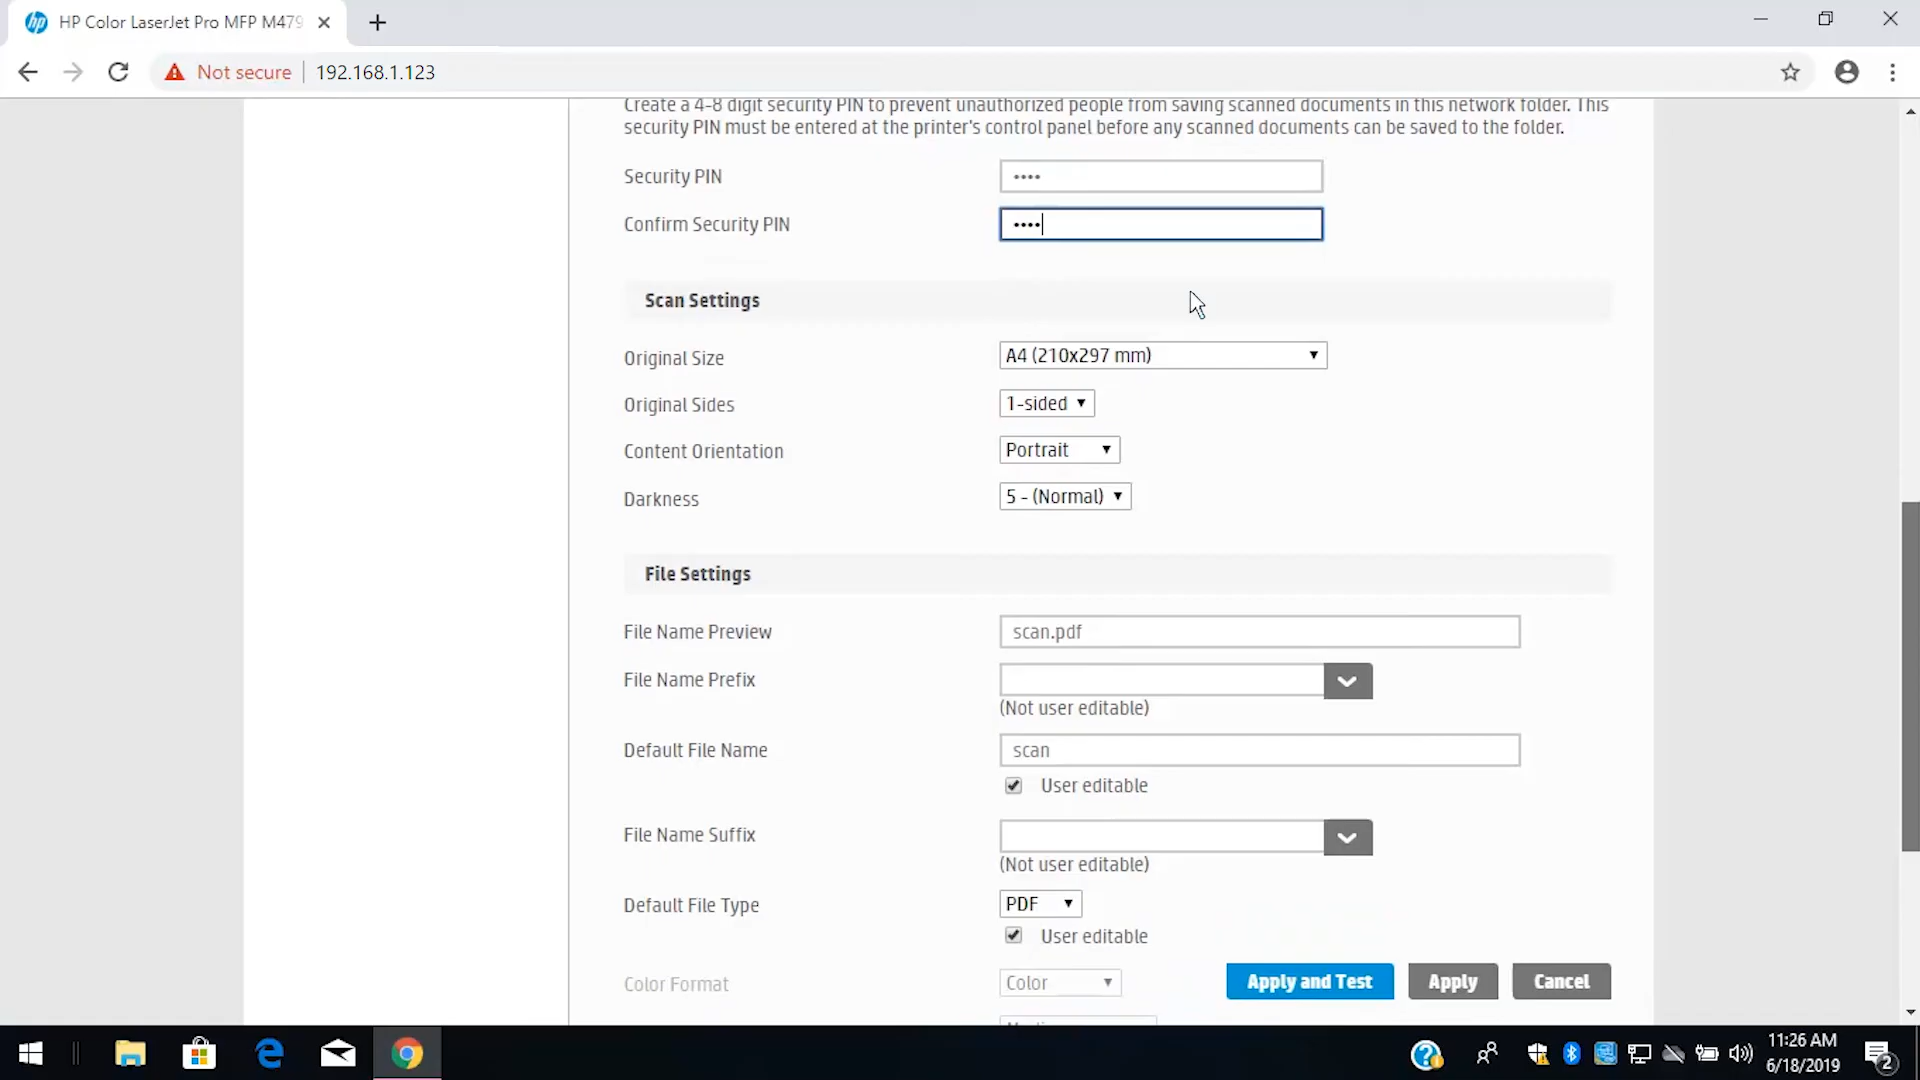 HP Color LaserJet Pro MFP M479
Not secure
192.168.1.123
Create a 4-8 digit security PIN to prevent unauthorized people from saving scanned documents in this network folder. This
security PIN must be entered at the printer's control panel before any scanned documents can be saved to the folder.
Security PIN
••••
Confirm Security PIN
••••
Scan Settings
Original Size
A4 (210x297 mm)
Original Sides
1-sided
Content Orientation
Portrait
Darkness
5 - (Normal)
File Settings
File Name Preview
scan.pdf
File Name Prefix
(Not user editable)
Default File Name
scan
User editable
File Name Suffix
(Not user editable)
Default File Type
PDF
User editable
Color Format
Color
Apply and Test
Apply
Cancel
11:26 AM
6/18/2019
2